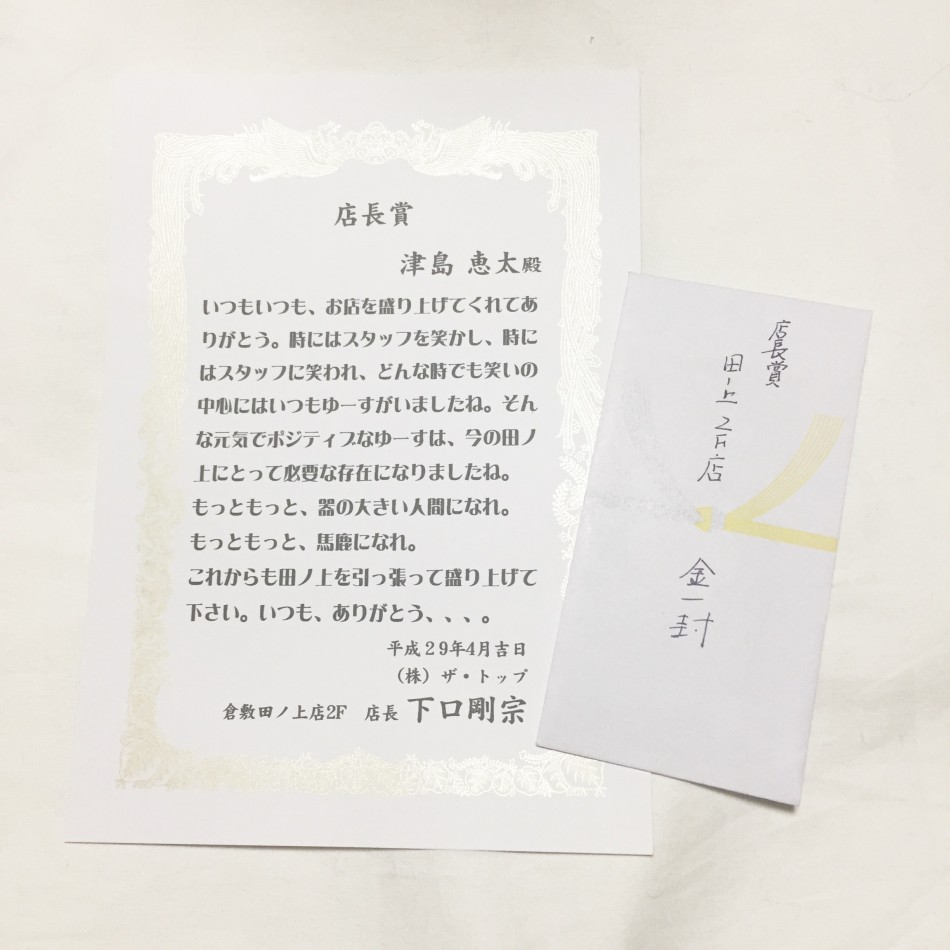 店長賞
津島 恵太殿
いつもいつも、お店を盛り上げてくれてあ
りがとう。時にはスタッフを笑かし、時に
はスタッフに笑われ、どんな時でも笑いの
中心にはいつもゆーすがいましたね。そん
な元気でポジティブなゆーすは、今の田ノ
上にとって必要な存在になりましたね。
もっともっと、器の大きい人間になれ。
もっともっと、馬鹿になれ。
これからも田ノ上を引っ張って盛り上げて
下さい。いつも、ありがとう、、、。
平成29年4月吉日
(株)ザ・トップ
倉敷田ノ上店2F 店長 下口剛宗
店長賞
田ノ上2F店
金一封